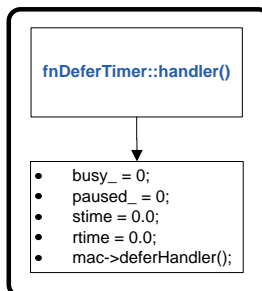 fnDeferTimer::handler()
• busy_ = 0;
• paused_ = 0;
• stime = 0.0;
• rtime = 0.0;
• mac->deferHandler();